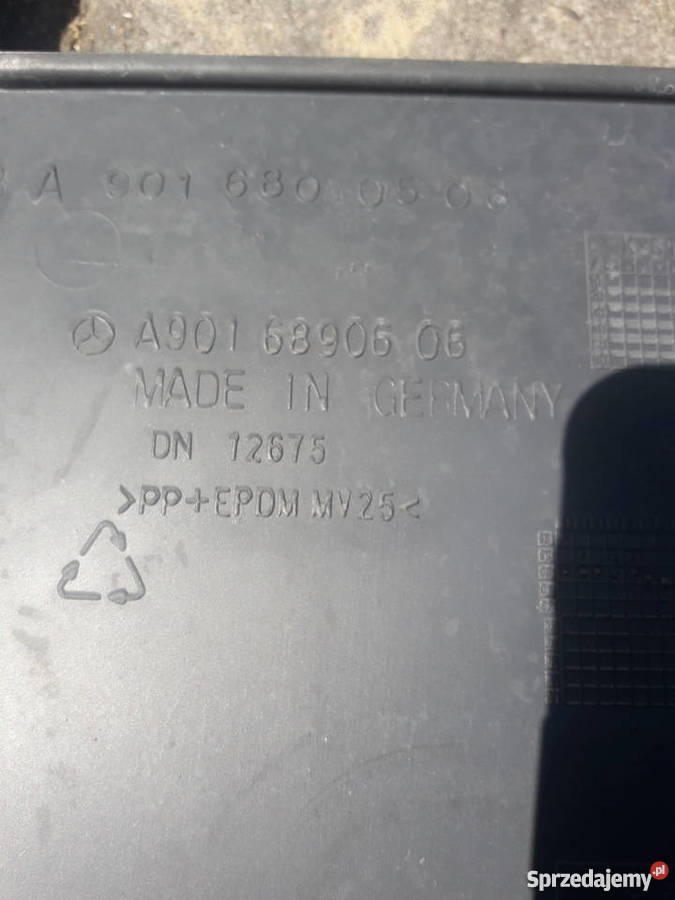 A 901 680 05 06
A901 68906 06
MADE IN GERMANY
DN 12675
>PP+EPDM MV25<
Sprzedajemy.pl